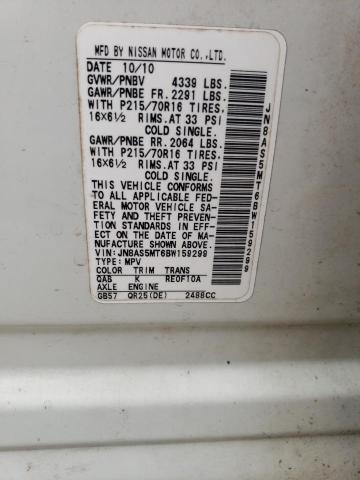 MFD BY NISSAN MOTOR CO.,LTD.
DATE 10/10
GVWR/PNBV 4339 LBS.
GAWR/PNBE FR. 2291 LBS.
WITH P215/70R16 TIRES.
16X6½ RIMS.AT 33 PSI
COLD SINGLE.
GAWR/PNBE RR. 2064 LBS.
WITH P215/70R16 TIRES.
16X6½ RIMS.AT 33 PSI
COLD SINGLE.
THIS VEHICLE CONFORMS
TO ALL APPLICABLE FED-
ERAL MOTOR VEHICLE SA-
FETY AND THEFT PREVENTION
STANDARDS IN EFF-
ECT ON THE DATE OF MA-
NUFACTURE SHOWN ABOVE.
VIN:JN8AS5MT6BW159299
TYPE: MPV
COLOR TRIM TRANS
QAB K RE0F10A
AXLE ENGINE
GB57 QR25(DE) 2488CC
JN8AS5MT6BW159299